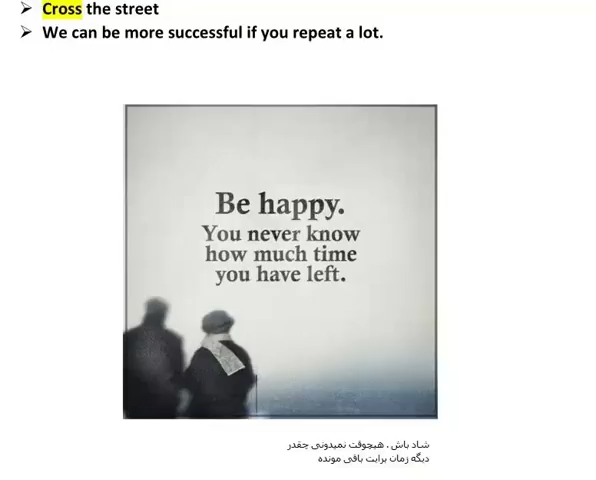 ➢ Cross the street
➢ We can be more successful if you repeat a lot.
Be happy.
You never know
how much time
you have left.
شاد باش . هیچوقت نمیدونی چقدر
دیگه زمان برایت باقی مونده